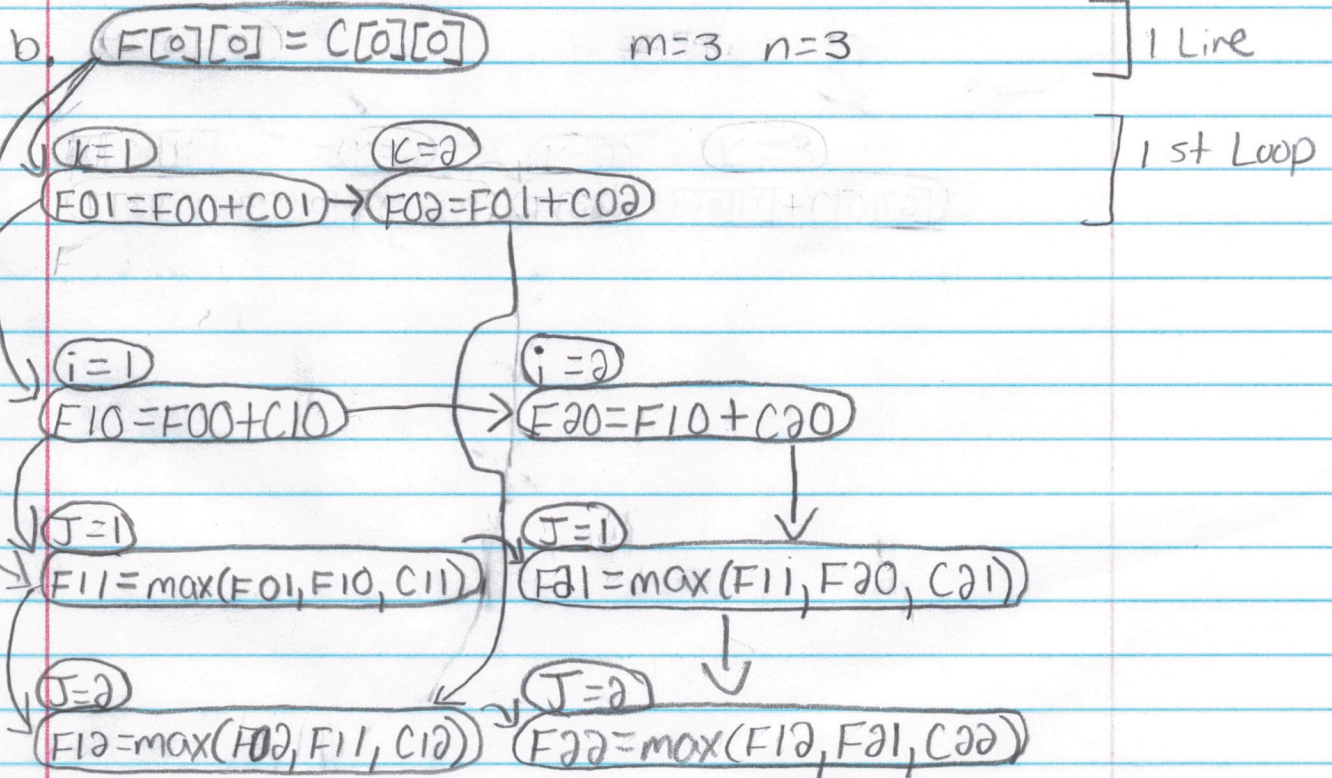 b. F[0][0] = C[0][0] m=3 n=3 1 Line
K=1 K=2 1st Loop
F01=F00+C01 F02=F01+C02
F
i=1 i=2
F10=F00+C10 F20=F10+C20
J=1 J=1
F11=max(F01,F10,C11) F21=max(F11,F20,C21)
J=2 J=2
F12=max(F02,F11,C12) F22=max(F12,F21,C22)